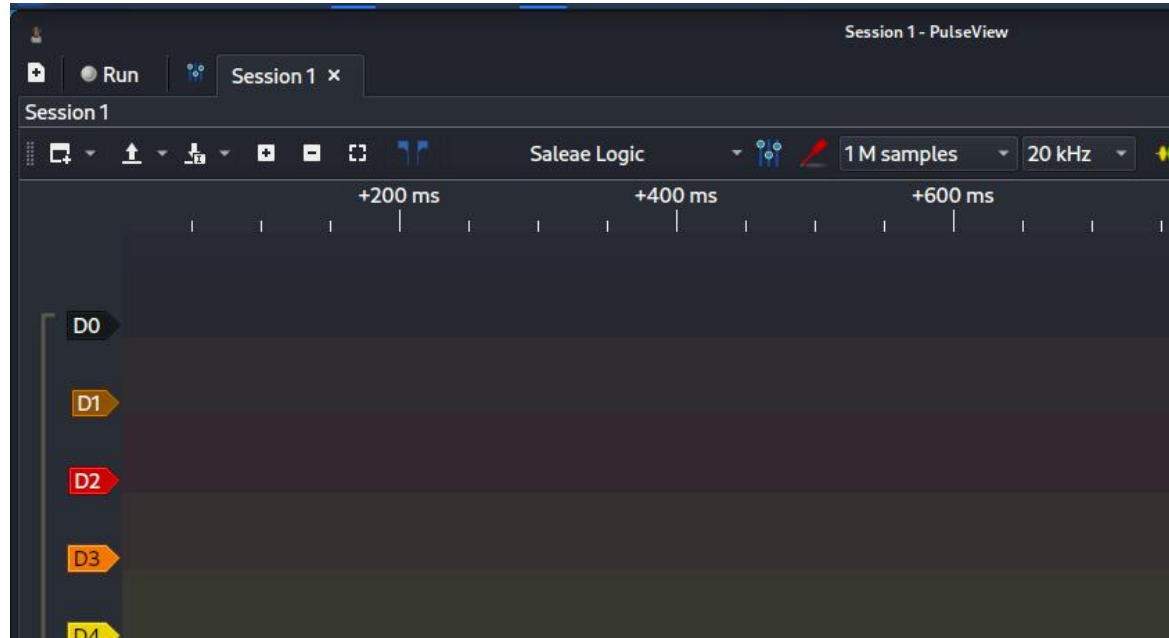 Session 1 - PulseView
Run
Session 1
Session 1
Saleae Logic
1 M samples
20 kHz
+200 ms
+400 ms
+600 ms
D0
D1
D2
D3
D4